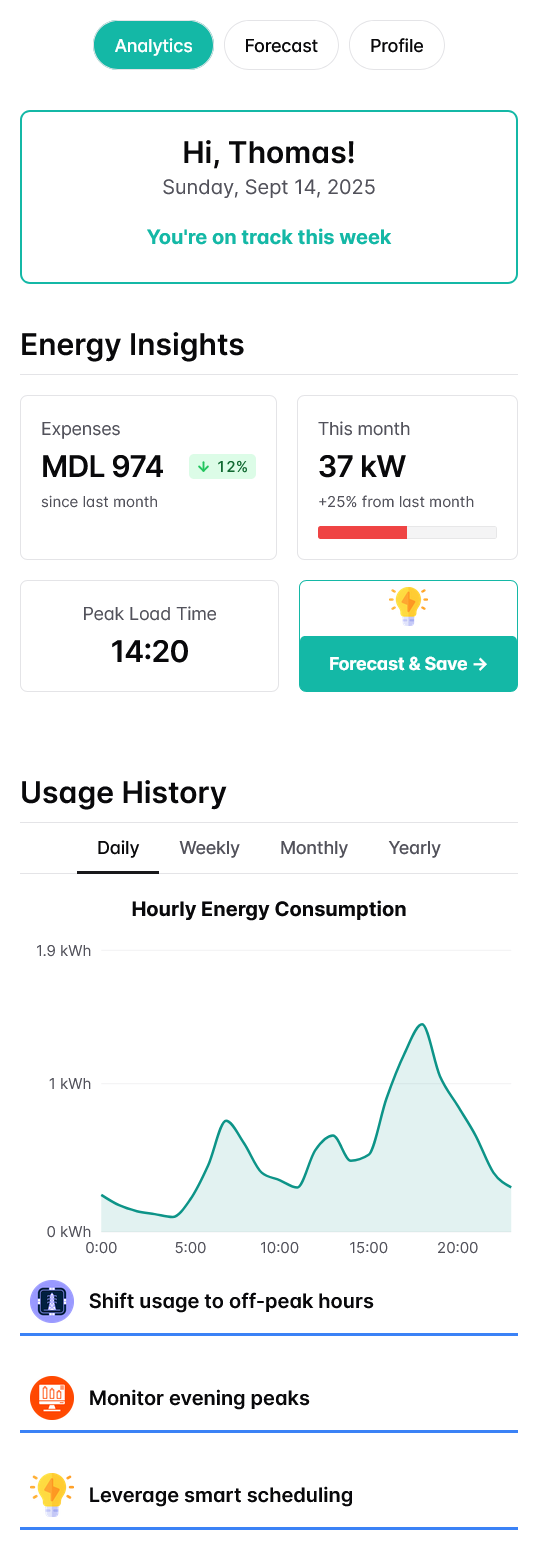 Analytics
Forecast
Profile
Hi, Thomas!
Sunday, Sept 14, 2025
You're on track this week
Energy Insights
Expenses
MDL 974
↓ 12%
since last month
This month
37 kW
+25% from last month
Peak Load Time
14:20
Forecast & Save →
Usage History
Daily
Weekly
Monthly
Yearly
Hourly Energy Consumption
1.9 kWh
1 kWh
0 kWh
0:00
5:00
10:00
15:00
20:00
Shift usage to off-peak hours
Monitor evening peaks
Leverage smart scheduling